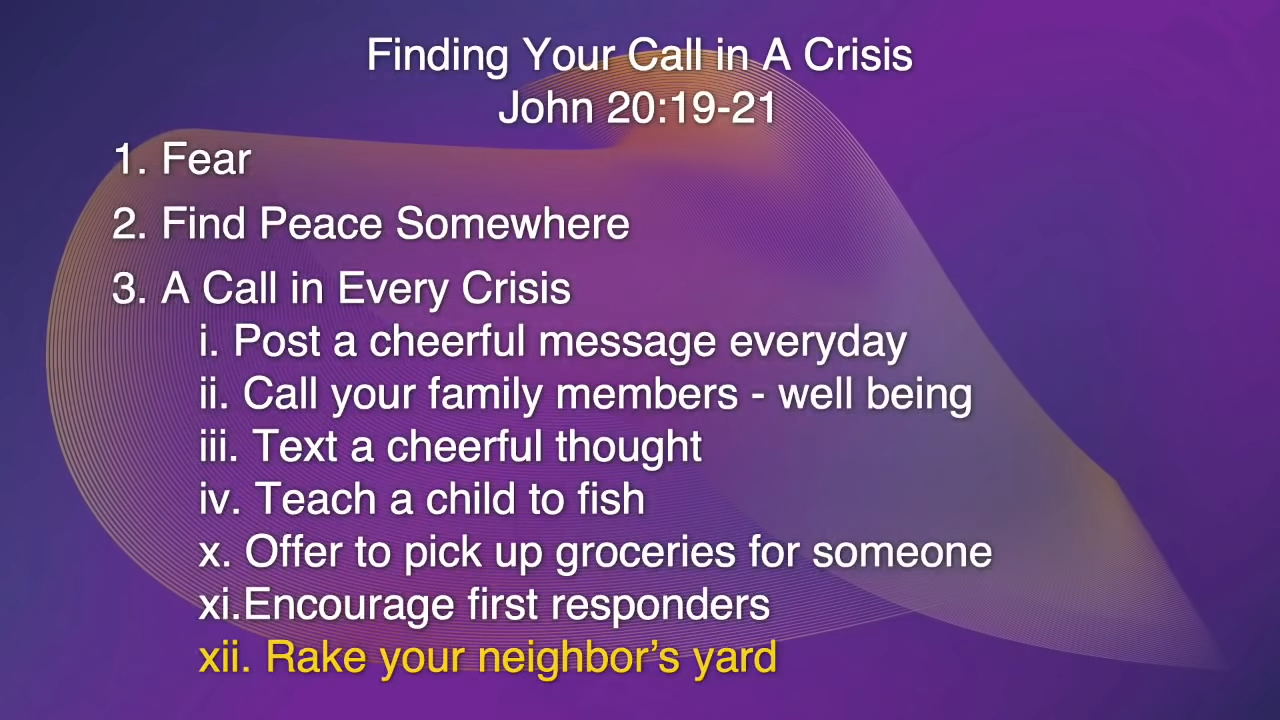 Finding Your Call in A Crisis
John 20:19-21
1. Fear
2. Find Peace Somewhere
3. A Call in Every Crisis
i. Post a cheerful message everyday
ii. Call your family members - well being
iii. Text a cheerful thought
iv. Teach a child to fish
x. Offer to pick up groceries for someone
xi.Encourage first responders
xii. Rake your neighbor’s yard